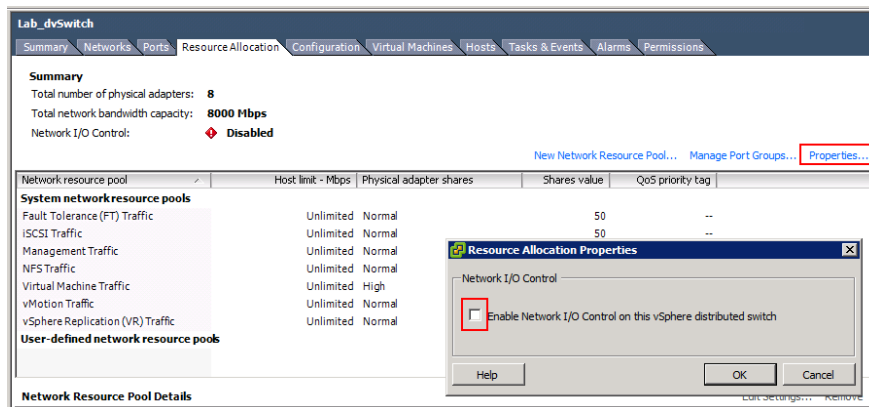 Lab_dvSwitch
Summary Networks Ports Resource Allocation Configuration Virtual Machines Hosts Tasks & Events Alarms Permissions
Summary
Total number of physical adapters: 8
Total network bandwidth capacity: 8000 Mbps
Network I/O Control: Disabled
New Network Resource Pool... Manage Port Groups... Properties...
Network resource pool Host limit - Mbps Physical adapter shares Shares value QoS priority tag
System network resource pools
Fault Tolerance (FT) Traffic Unlimited Normal 50 --
iSCSI Traffic Unlimited Normal 50 --
Management Traffic Unlimited Normal
NFS Traffic Unlimited Normal
Virtual Machine Traffic Unlimited High
vMotion Traffic Unlimited Normal
vSphere Replication (VR) Traffic Unlimited Normal
User-defined network resource pools
Resource Allocation Properties
Network I/O Control
Enable Network I/O Control on this vSphere distributed switch
Help OK Cancel
Network Resource Pool Details Edit Settings... Remove